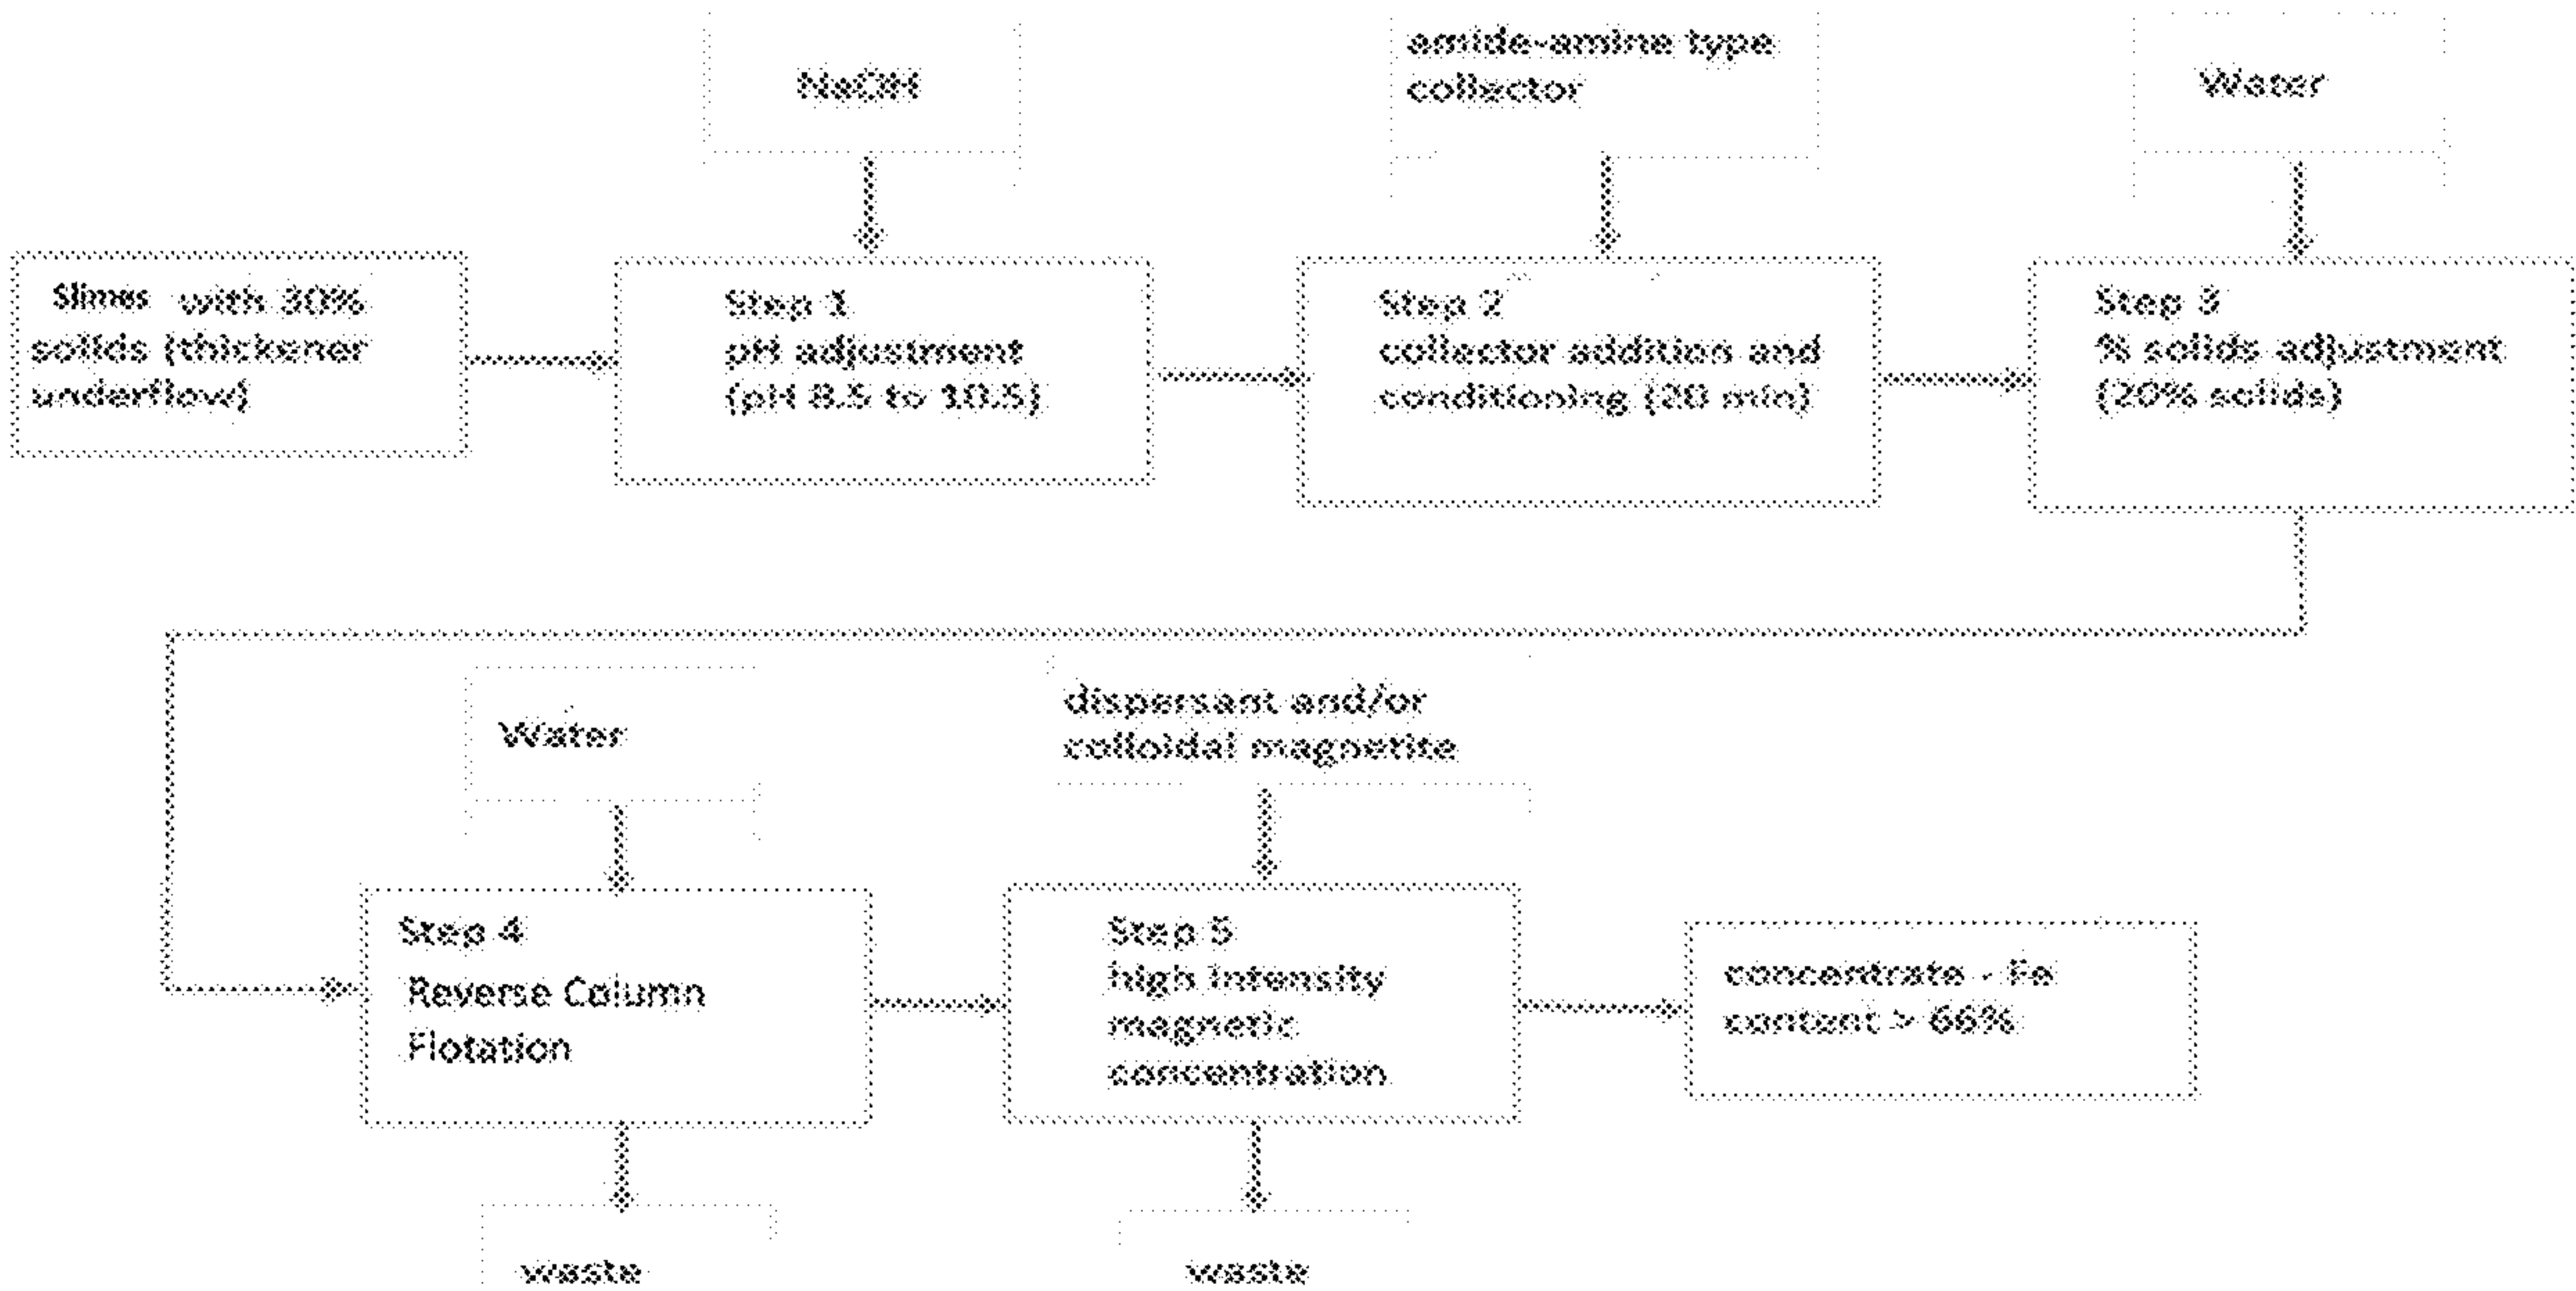 NaOH
amide-amine type
collector
Water
Slimes with 30%
solids (thickener
underflow)
Step 1
pH adjustment
(pH 8.5 to 10.5)
Step 2
collector addition and
conditioning (20 min)
Step 3
% solids adjustment
(20% solids)
Water
dispersant and/or
colloidal magnetite
Step 4
Reverse Column
Flotation
Step 5
high intensity
magnetic
concentration
concentrate - Fe
content > 66%
waste
waste